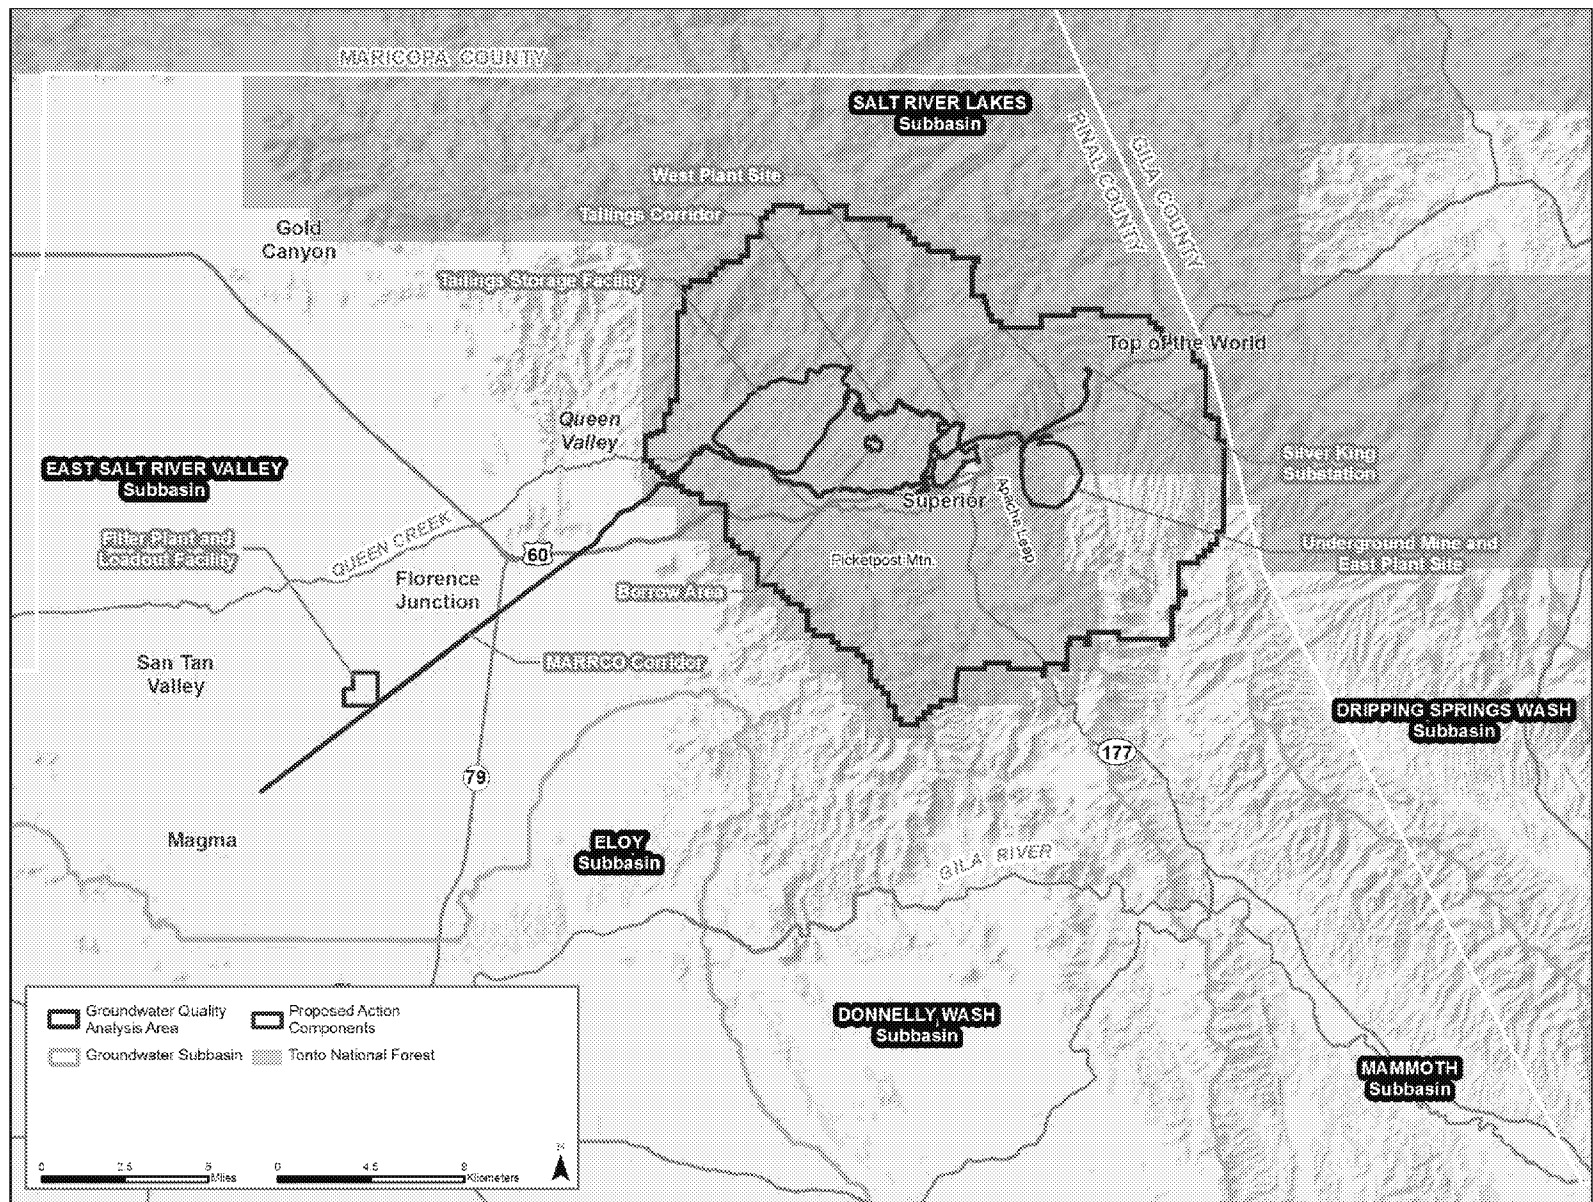 MARICOPA COUNTY
SALT RIVER LAKES
Subbasin
PINAL COUNTY
GILA COUNTY
West Plant Site
Tailings Corridor
Gold
Canyon
Tailings Storage Facility
Top of the World
Queen
Valley
EAST SALT RIVER VALLEY
Subbasin
Silver King
Substation
Superior
Apache Leap
Filter Plant and
Loadout Facility
QUEEN CREEK
60
Underground Mine and
East Plant Site
Picketpost Mtn.
Florence
Junction
Borrow Area
San Tan
Valley
MARRCO Corridor
DRIPPING SPRINGS WASH
Subbasin
177
79
Magma
ELOY
Subbasin
GILA RIVER
DONNELLY WASH
Subbasin
MAMMOTH
Subbasin
Groundwater Quality
Analysis Area
Proposed Action
Components
Groundwater Subbasin
Tonto National Forest
N
0 2.5 5
Miles
0 4.5 9
Kilometers